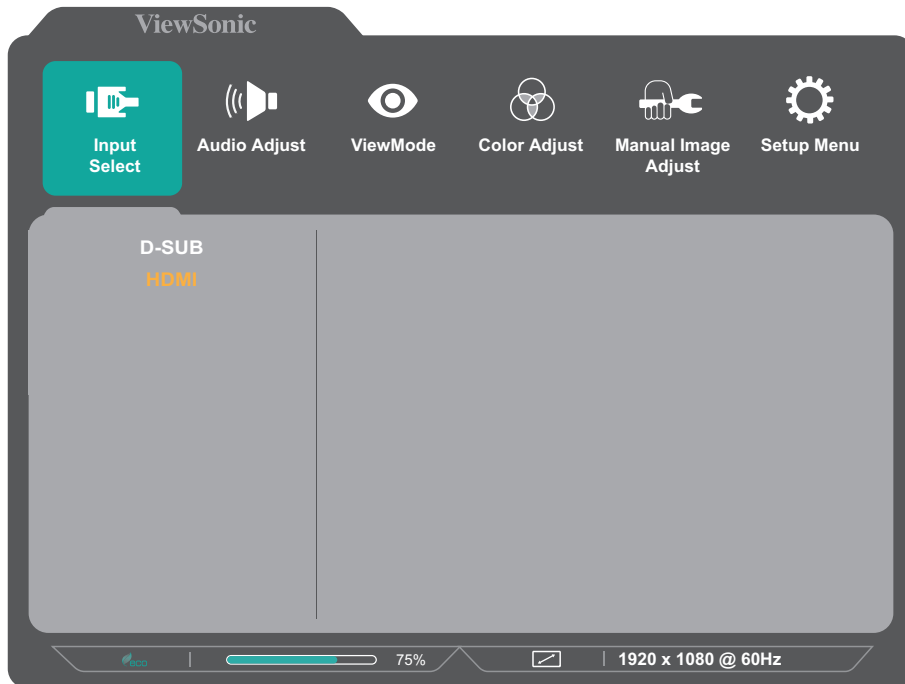 ViewSonic
Input
Select
Audio Adjust
ViewMode
Color Adjust
Manual Image
Adjust
Setup Menu
D-SUB
HDMI
eco
75%
1920 x 1080 @ 60Hz